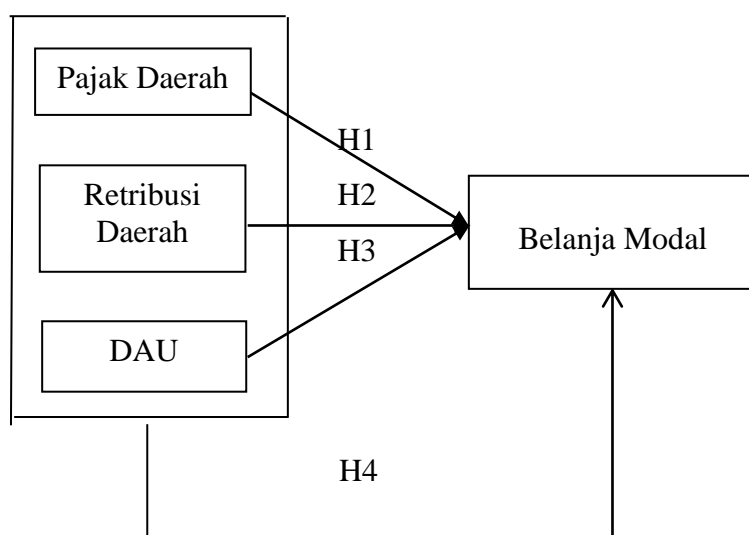 Pajak Daerah
H1
Retribusi
Daerah
H2
H3
Belanja Modal
DAU
H4